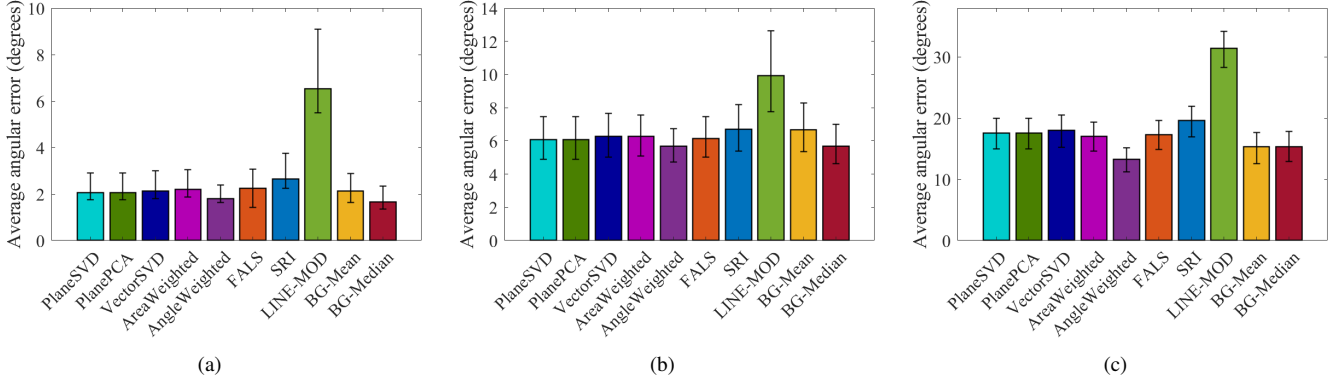 Average angular error (degrees)
10
8
6
4
2
0
PlaneSVD
PlanePCA
VectorSVD
AreaWeighted
AngleWeighted
FALS
SRI
LINE-MOD
BG-Mean
BG-Median
(a)
Average angular error (degrees)
14
12
10
8
6
4
2
0
PlaneSVD
PlanePCA
VectorSVD
AreaWeighted
AngleWeighted
FALS
SRI
LINE-MOD
BG-Mean
BG-Median
(b)
Average angular error (degrees)
30
20
10
0
PlaneSVD
PlanePCA
VectorSVD
AreaWeighted
AngleWeighted
FALS
SRI
LINE-MOD
BG-Mean
BG-Median
(c)